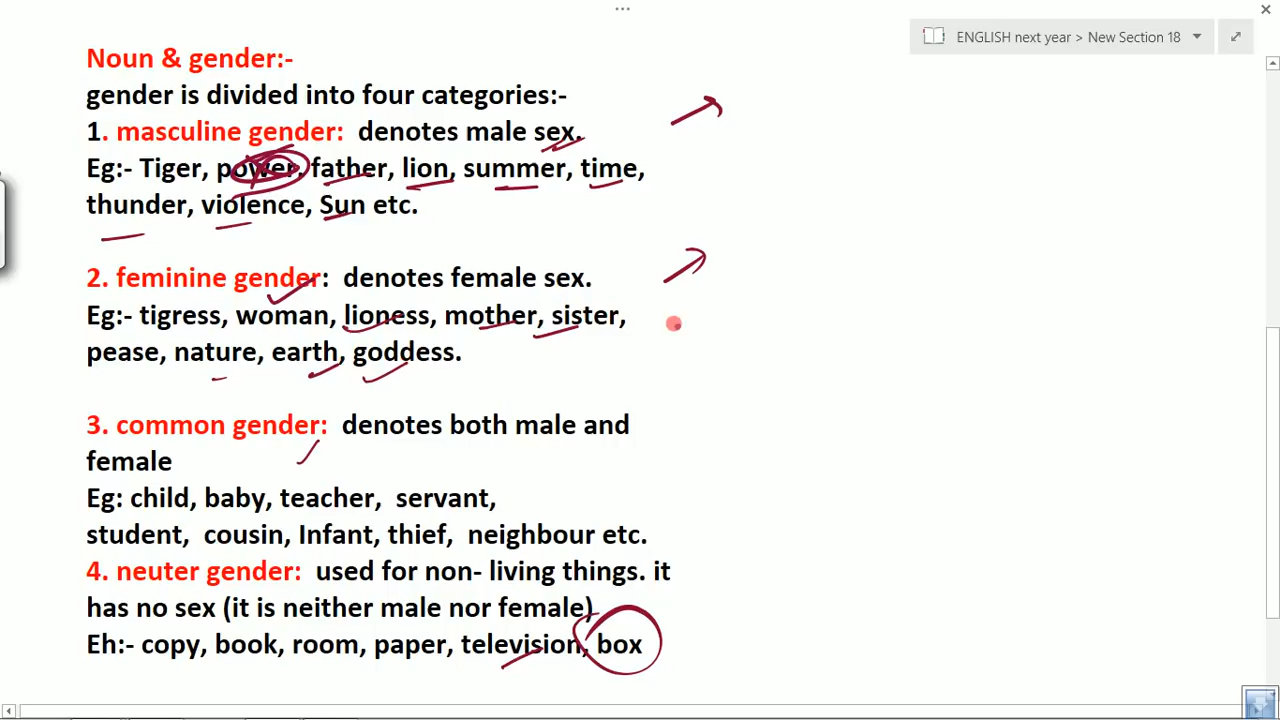 ...
ENGLISH next year > New Section 18
Noun & gender:-
gender is divided into four categories:-
1. masculine gender: denotes male sex.
Eg:- Tiger, power, father, lion, summer, time,
thunder, violence, Sun etc.
2. feminine gender: denotes female sex.
Eg:- tigress, woman, lioness, mother, sister,
pease, nature, earth, goddess.
3. common gender: denotes both male and
female
Eg: child, baby, teacher, servant,
student, cousin, Infant, thief, neighbour etc.
4. neuter gender: used for non- living things. it
has no sex (it is neither male nor female)
Eh:- copy, book, room, paper, television, box